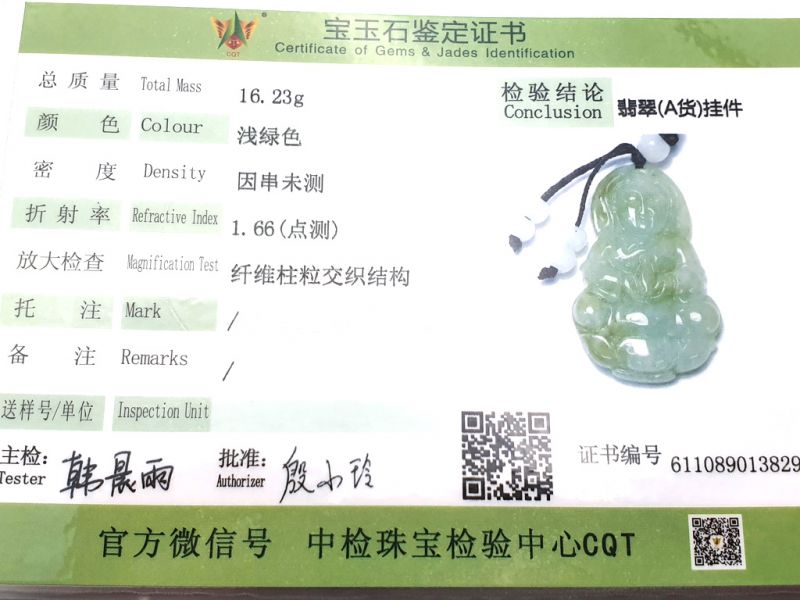 宝玉石鉴定证书
Certificate of Gems & Jades Identification
CQT
总质量 Total Mass 16.23g
颜色 Colour 浅绿色
密度 Density 因串未测
折射率 Refractive Index 1.66(点测)
放大检查 Magnification Test 纤维柱粒交织结构
托注 Mark /
备注 Remarks /
送样号/单位 Inspection Unit
检验结论 翡翠(A货)挂件
Conclusion
主检: 韩晨雨
Tester
批准: 殷小玲
Authorizer
证书编号 611089013829
官方微信号 中检珠宝检验中心CQT